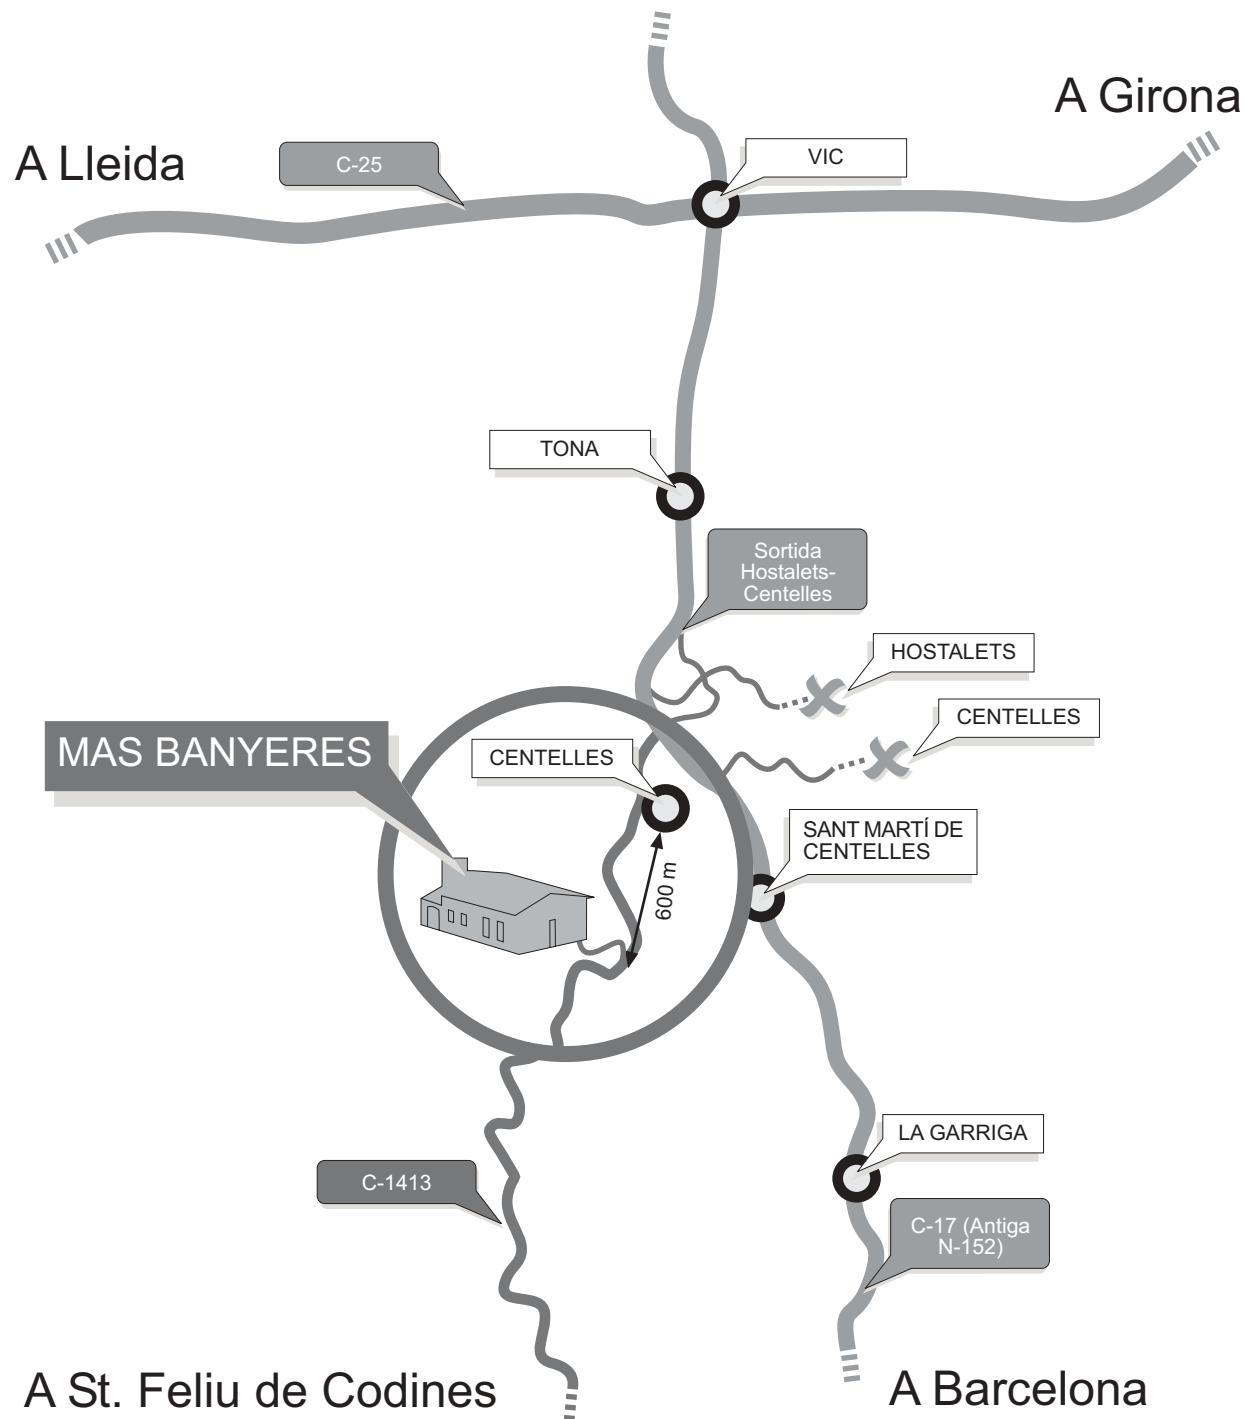 A Girona
A Lleida
C-25
VIC
TONA
Sortida
Hostalets-
Centelles
HOSTALETS
CENTELLES
MAS BANYERES
CENTELLES
SANT MARTÍ DE
CENTELLES
600 m
LA GARRIGA
C-1413
C-17 (Antiga
N-152)
A St. Feliu de Codines
A Barcelona